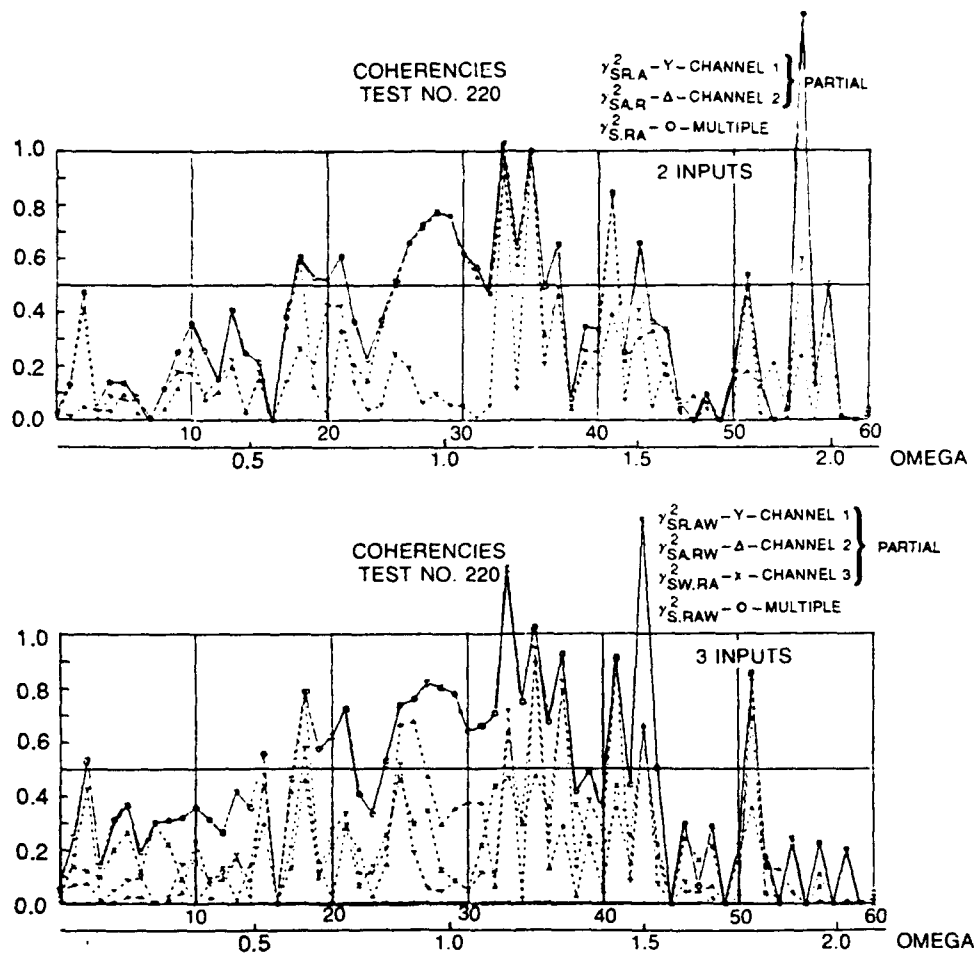 COHERENCIES
TEST NO. 220
γ²SR.A – Y – CHANNEL 1
γ²SA.R – Δ – CHANNEL 2
PARTIAL
γ²S.RA – O – MULTIPLE
2 INPUTS
1.0
0.8
0.6
0.4
0.2
0.0
10 20 30 40 50 60
0.5 1.0 1.5 2.0 OMEGA
COHERENCIES
TEST NO. 220
γ²SR.AW – Y – CHANNEL 1
γ²SA.RW – Δ – CHANNEL 2
PARTIAL
γ²SW.RA – x – CHANNEL 3
γ²S.RAW – O – MULTIPLE
3 INPUTS
1.0
0.8
0.6
0.4
0.2
0.0
10 20 30 40 50 60
0.5 1.0 1.5 2.0 OMEGA